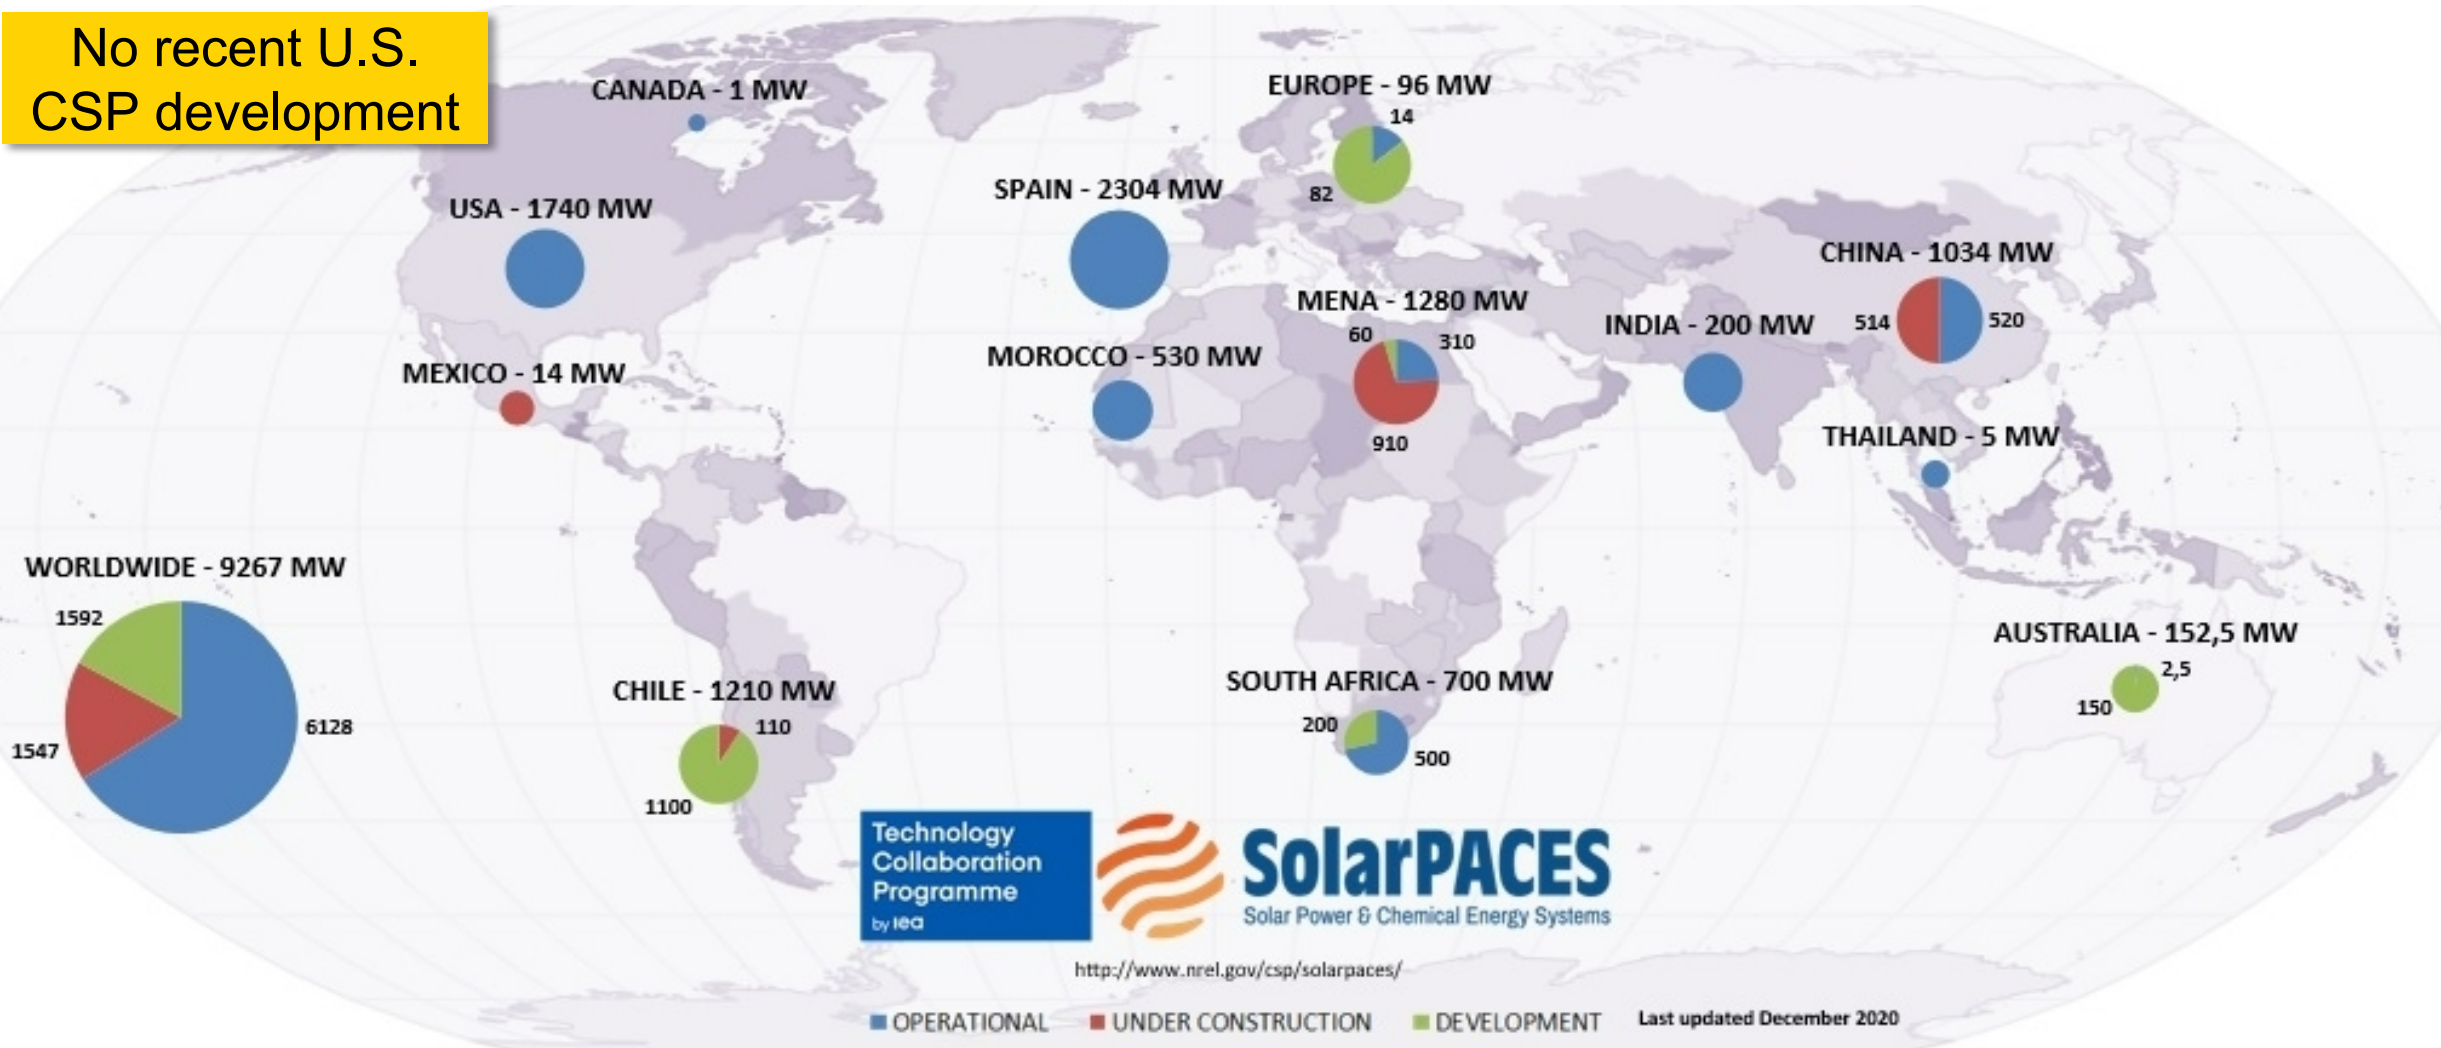 No recent U.S.
CSP development
CANADA - 1 MW
EUROPE - 96 MW
14
82
USA - 1740 MW
SPAIN - 2304 MW
CHINA - 1034 MW
514
520
MENA - 1280 MW
60
310
910
INDIA - 200 MW
MOROCCO - 530 MW
MEXICO - 14 MW
THAILAND - 5 MW
WORLDWIDE - 9267 MW
1592
6128
1547
AUSTRALIA - 152,5 MW
2,5
150
CHILE - 1210 MW
110
1100
SOUTH AFRICA - 700 MW
200
500
Technology
Collaboration
Programme
by iea
SolarPACES
Solar Power & Chemical Energy Systems
http://www.nrel.gov/csp/solarpaces/
OPERATIONAL UNDER CONSTRUCTION DEVELOPMENT Last updated December 2020